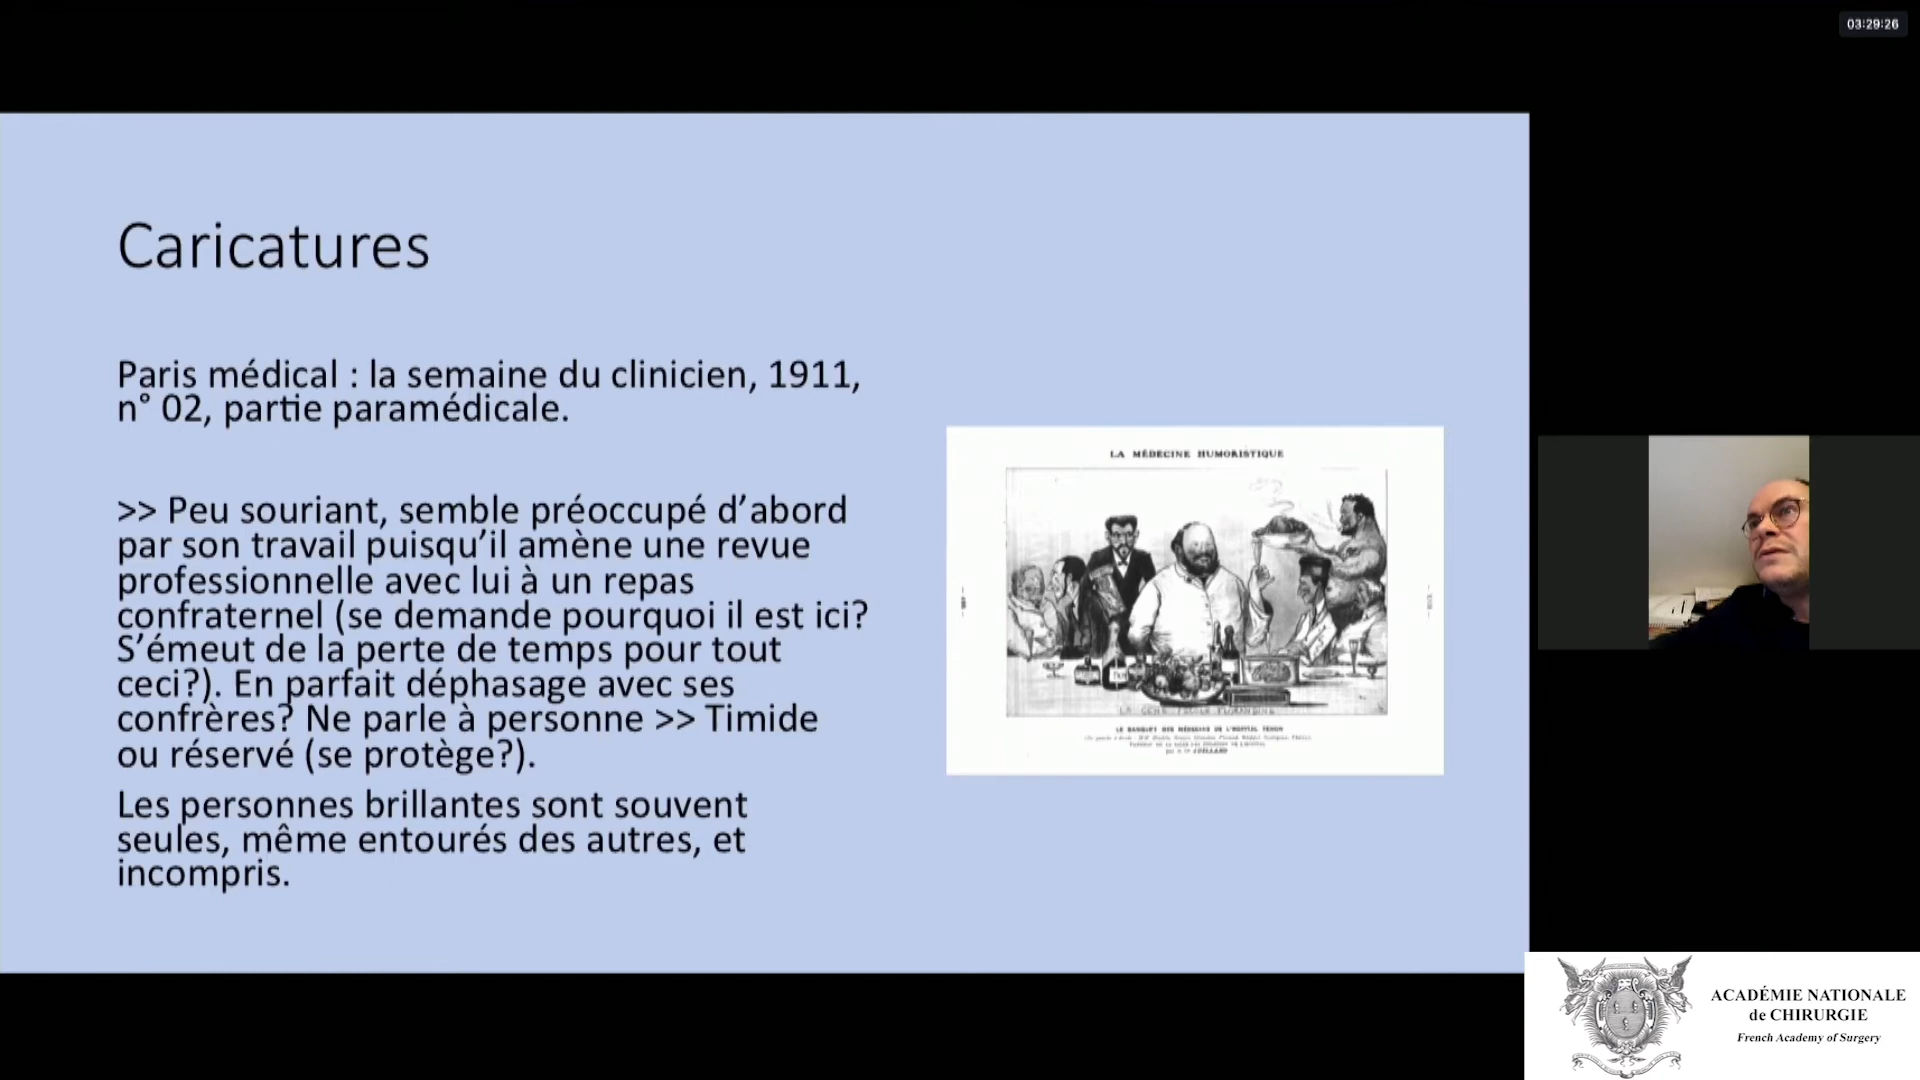 03:29:26
Caricatures
Paris médical : la semaine du clinicien, 1911,
n° 02, partie paramédicale.
>> Peu souriant, semble préoccupé d’abord
par son travail puisqu’il amène une revue
professionnelle avec lui à un repas
confraternel (se demande pourquoi il est ici?
S’émeut de la perte de temps pour tout
ceci?). En parfait déphasage avec ses
confrères? Ne parle à personne >> Timide
ou réservé (se protège?).
Les personnes brillantes sont souvent
seules, même entourés des autres, et
incompris.
LA MÉDECINE HUMORISTIQUE
LE BANQUET DES MÉDECINS DE L'HOPITAL TENON
ACADÉMIE NATIONALE
de CHIRURGIE
French Academy of Surgery